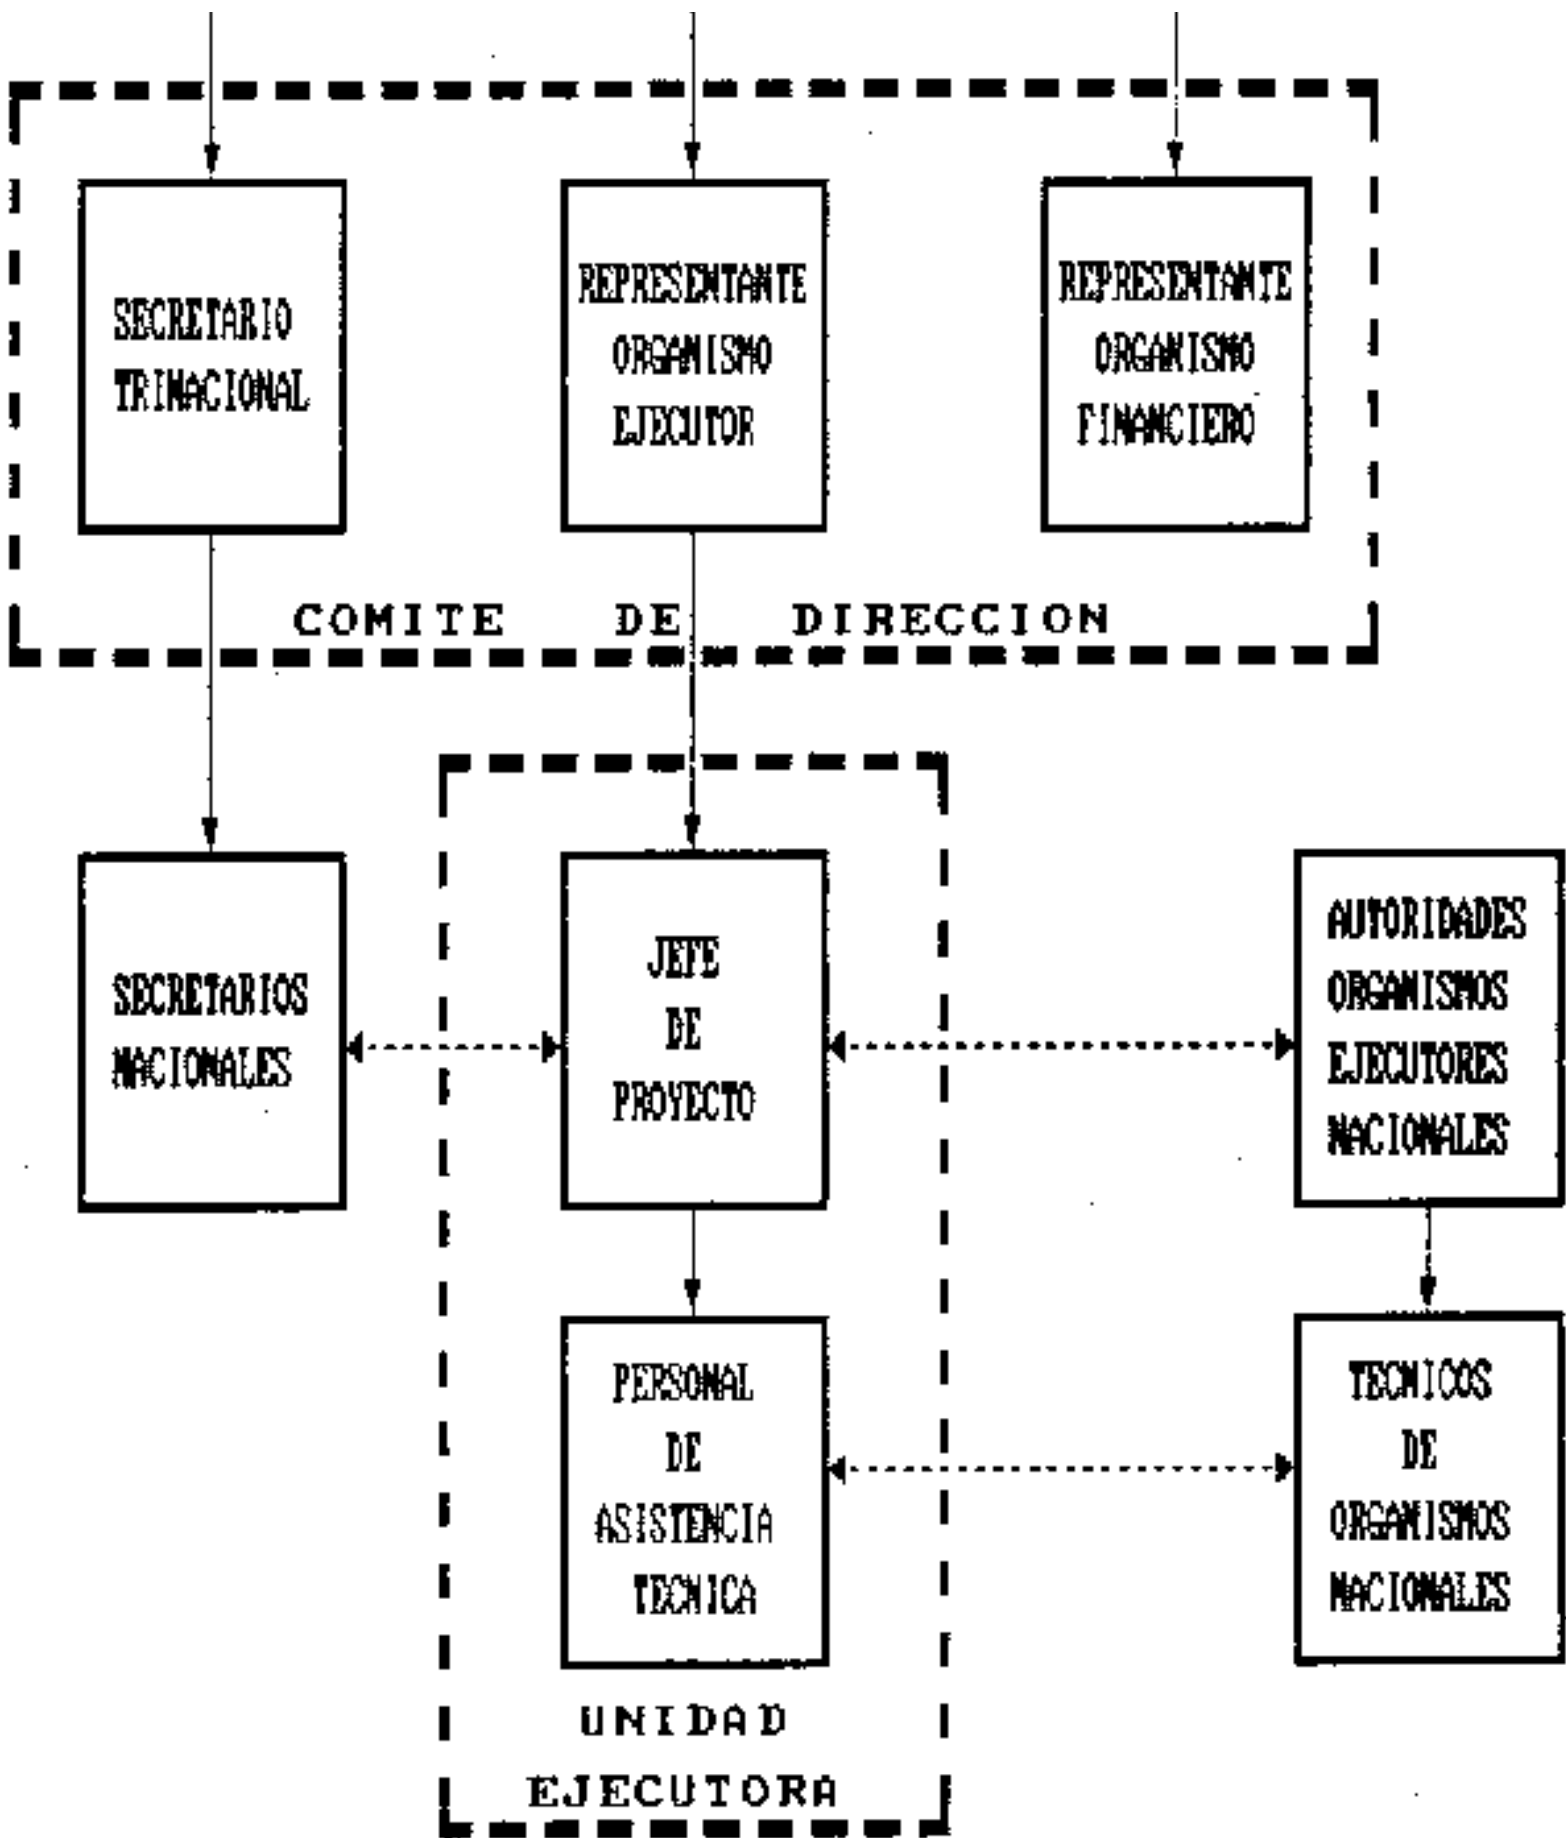 SECRETARIO
TRINACIONAL
REPRESENTANTE
ORGANISMO
EJECUTOR
REPRESENTANTE
ORGANISMO
FINANCIERO
COMITE DE DIRECCION
SECRETARIOS
NACIONALES
JEFE
DE
PROYECTO
AUTORIDADES
ORGANISMOS
EJECUTORES
NACIONALES
PERSONAL
DE
ASISTENCIA
TECNICA
TECNICOS
DE
ORGANISMOS
NACIONALES
UNIDAD
EJECUTORA